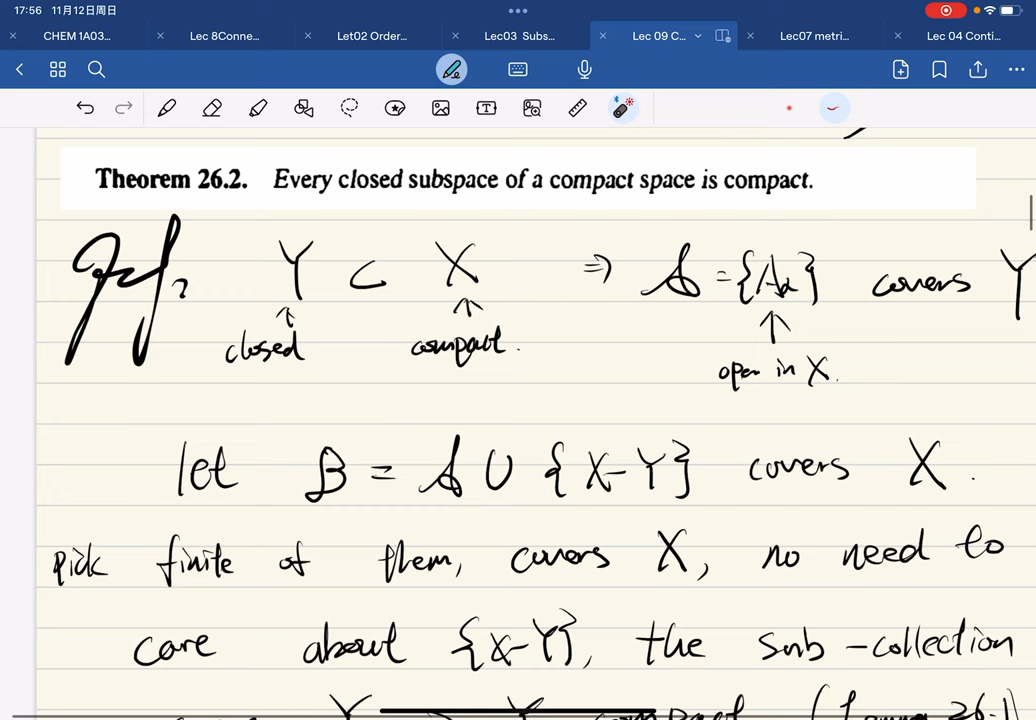 17:56 11月12日周日
CHEM 1A03... Lec 8Conne... Let02 Order... Lec03 Subs... Lec 09 C... Lec07 metri... Lec 04 Conti...
Theorem 26.2. Every closed subspace of a compact space is compact.
Y ⊂ X ⇒ 𝒜 = {Aα} covers Y
closed compact. open in X.
let ℬ = 𝒜 ∪ {X-Y} covers X.
pick finite of them, covers X, no need to
care about {X-Y}, the sub-collection